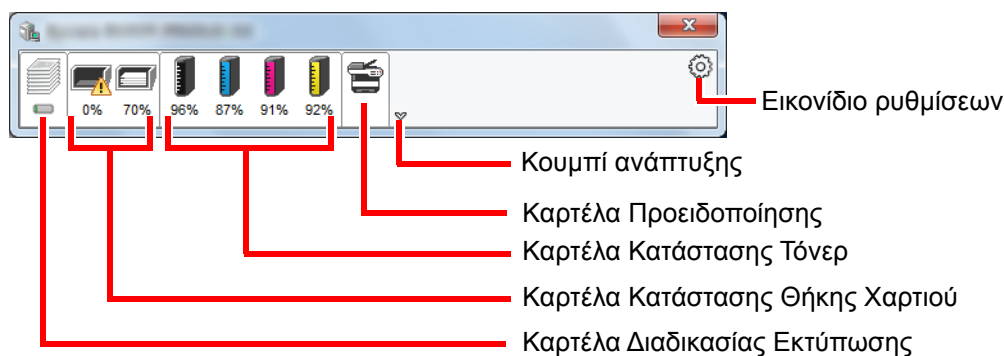 0% 70% 96% 87% 91% 92%
Εικονίδιο ρυθμίσεων
Κουμπί ανάπτυξης
Καρτέλα Προειδοποίησης
Καρτέλα Κατάστασης Τόνερ
Καρτέλα Κατάστασης Θήκης Χαρτιού
Καρτέλα Διαδικασίας Εκτύπωσης